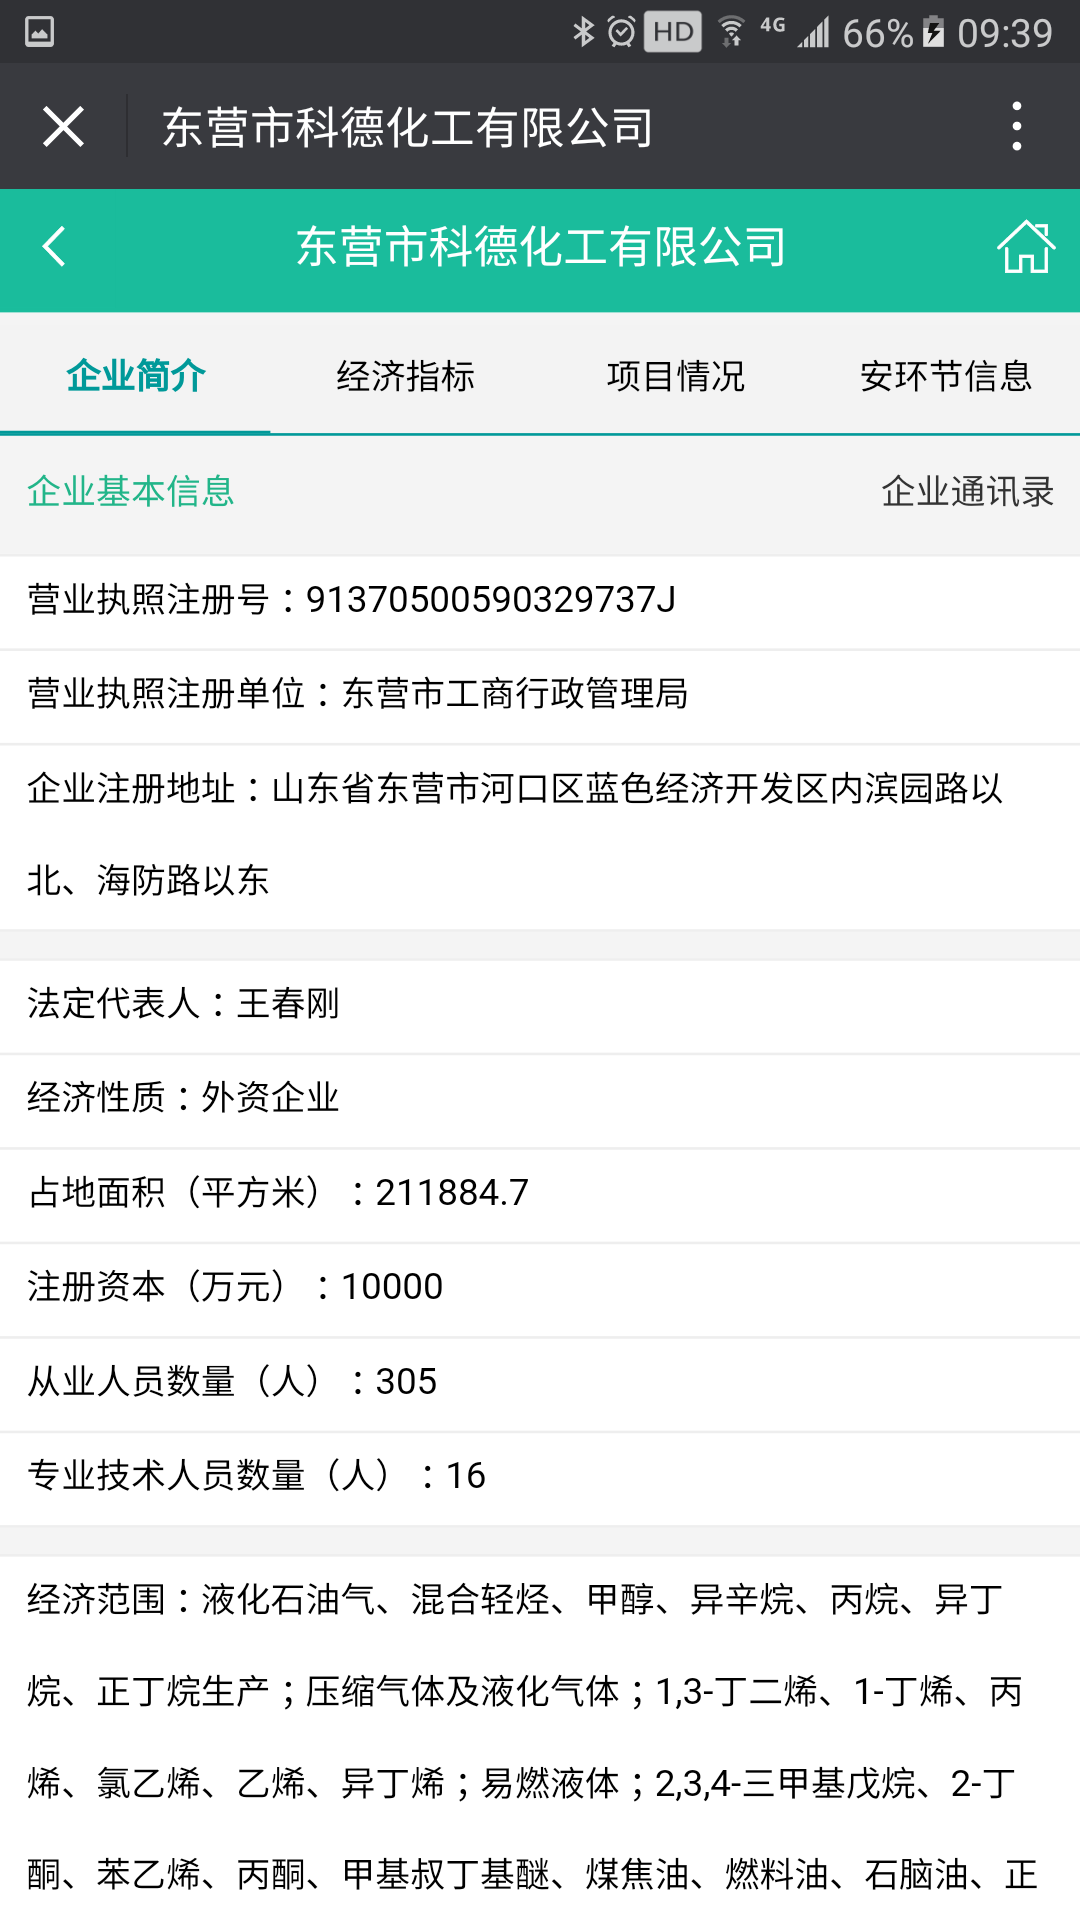 HD 4G 66% 09:39
东营市科德化工有限公司
东营市科德化工有限公司
企业简介 经济指标 项目情况 安环节信息
企业基本信息 企业通讯录
营业执照注册号：91370500590329737J
营业执照注册单位：东营市工商行政管理局
企业注册地址：山东省东营市河口区蓝色经济开发区内滨园路以
北、海防路以东
法定代表人：王春刚
经济性质：外资企业
占地面积（平方米）：211884.7
注册资本（万元）：10000
从业人员数量（人）：305
专业技术人员数量（人）：16
经济范围：液化石油气、混合轻烃、甲醇、异辛烷、丙烷、异丁
烷、正丁烷生产；压缩气体及液化气体；1,3-丁二烯、1-丁烯、丙
烯、氯乙烯、乙烯、异丁烯；易燃液体；2,3,4-三甲基戊烷、2-丁
酮、苯乙烯、丙酮、甲基叔丁基醚、煤焦油、燃料油、石脑油、正